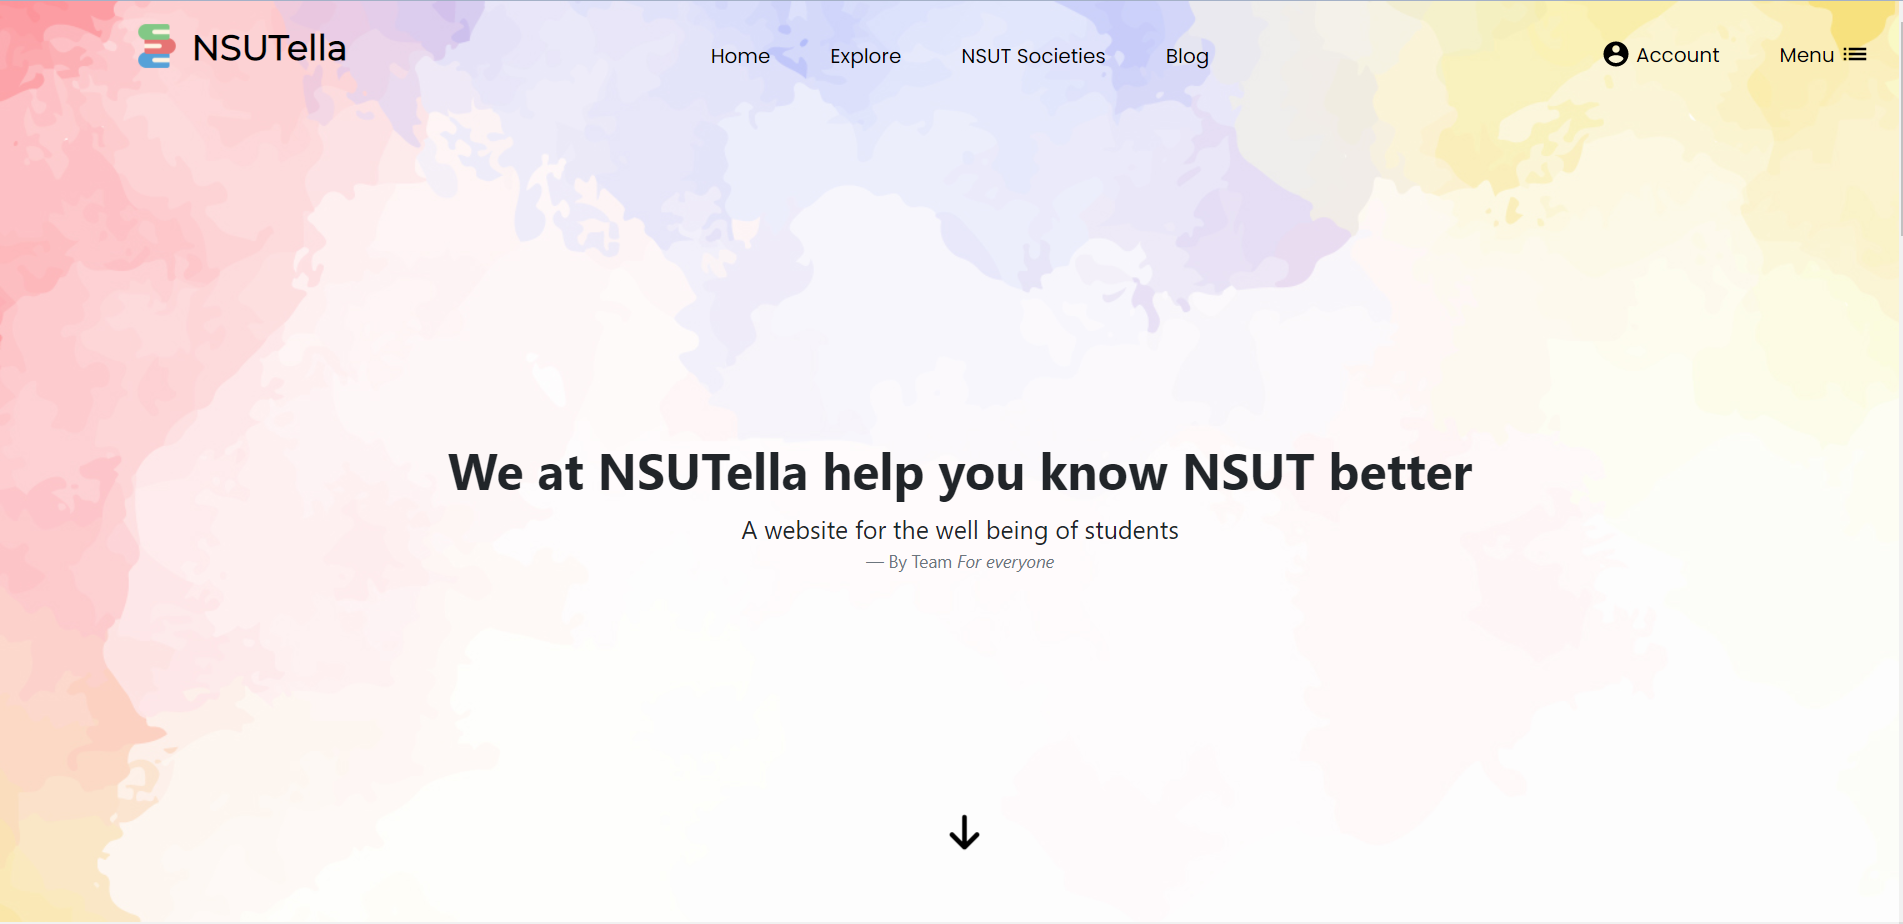 NSUTella
Home Explore NSUT Societies Blog
Account Menu
We at NSUTella help you know NSUT better
A website for the well being of students
— By Team For everyone